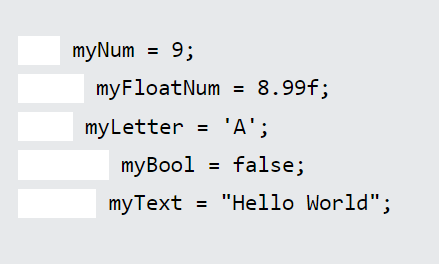 myNum = 9;
myFloatNum = 8.99f;
myLetter = 'A';
myBool = false;
myText = "Hello World";